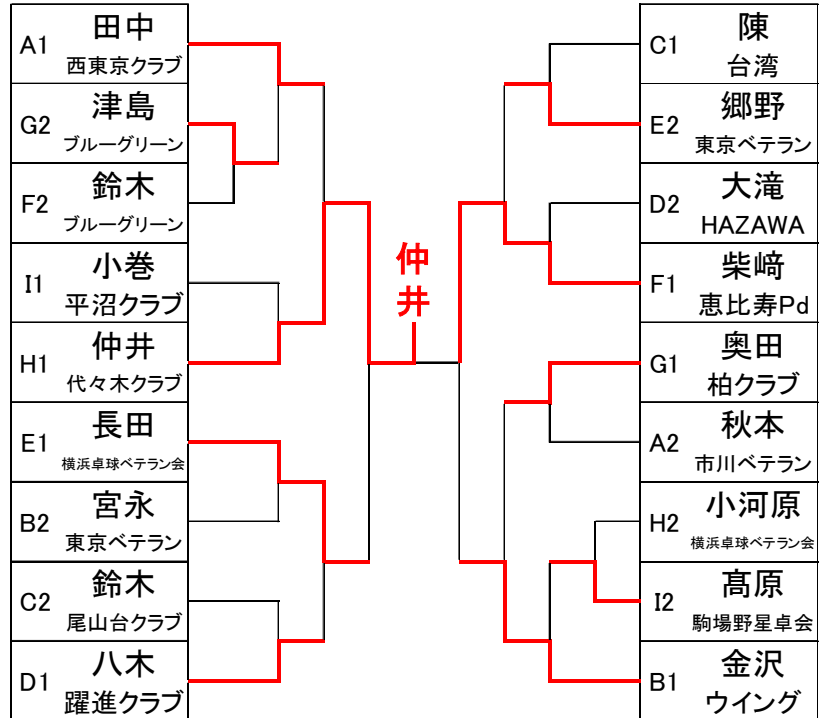 A1 田中
西東京クラブ
G2 津島
ブルーグリーン
F2 鈴木
ブルーグリーン
I1 小巻
平沼クラブ
H1 仲井
代々木クラブ
E1 長田
横浜卓球ベテラン会
B2 宮永
東京ベテラン
C2 鈴木
尾山台クラブ
D1 八木
躍進クラブ
仲井
C1 陳
台湾
E2 郷野
東京ベテラン
D2 大滝
HAZAWA
F1 柴﨑
恵比寿Pd
G1 奥田
柏クラブ
A2 秋本
市川ベテラン
H2 小河原
横浜卓球ベテラン会
I2 髙原
駒場野星卓会
B1 金沢
ウイング